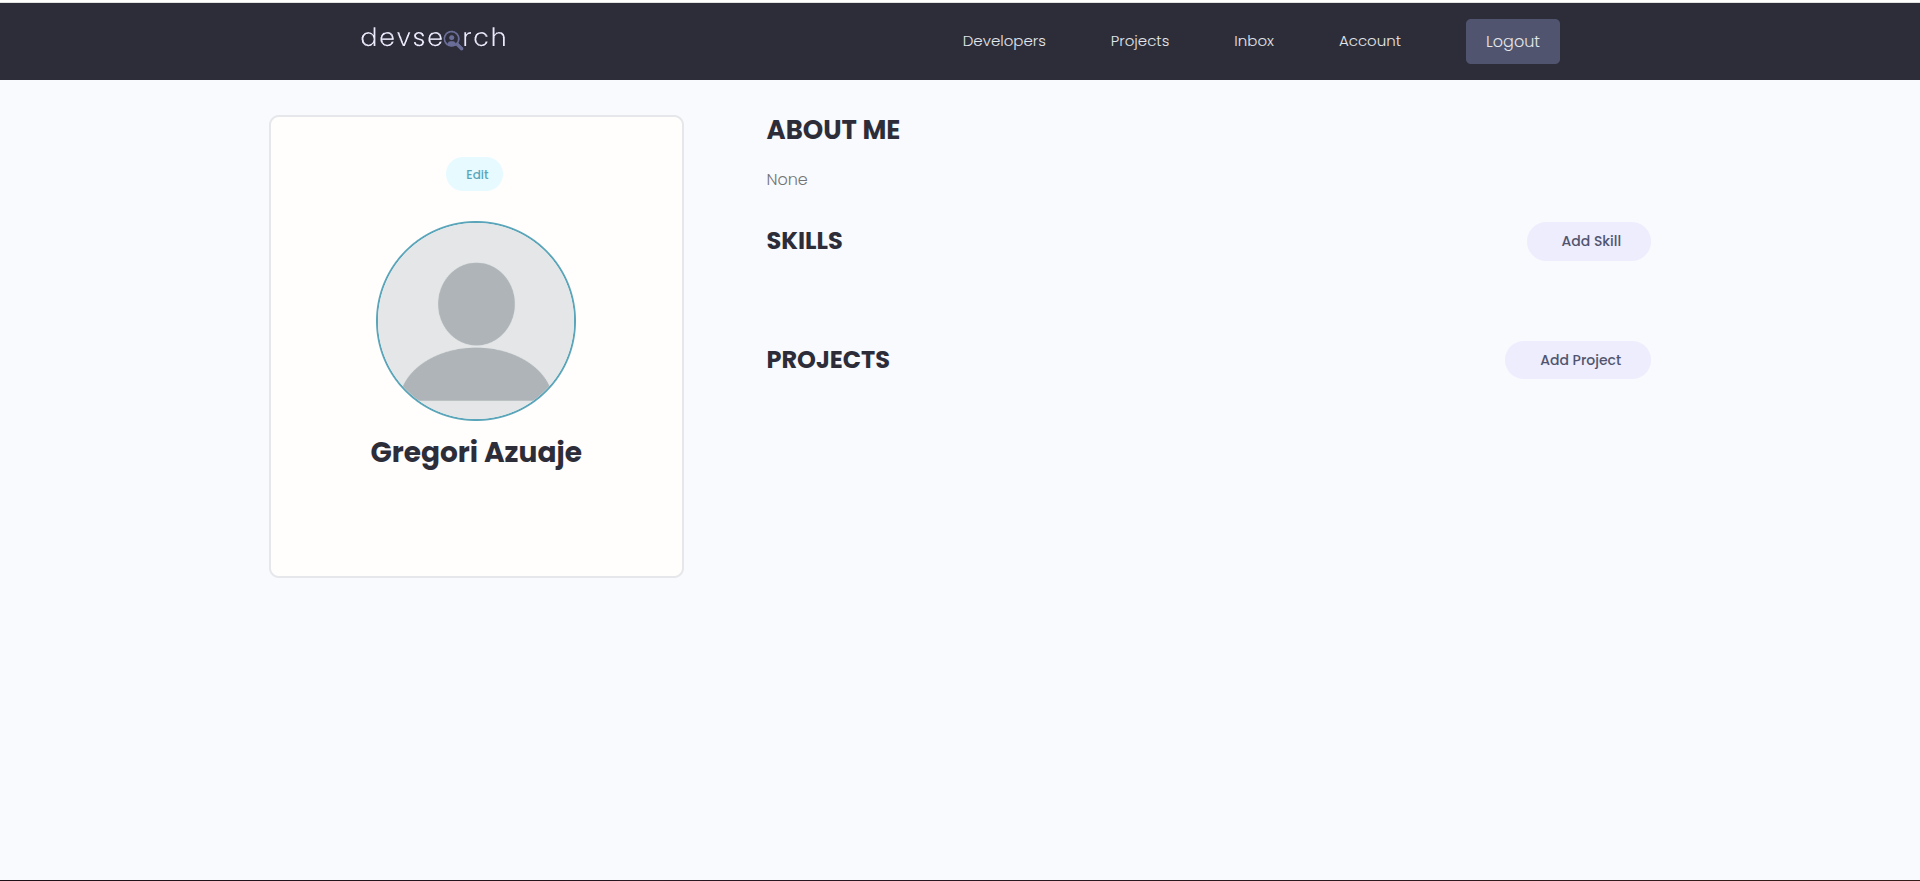 devsearch
Developers
Projects
Inbox
Account
Logout
Edit
Gregori Azuaje
ABOUT ME
None
SKILLS
Add Skill
PROJECTS
Add Project